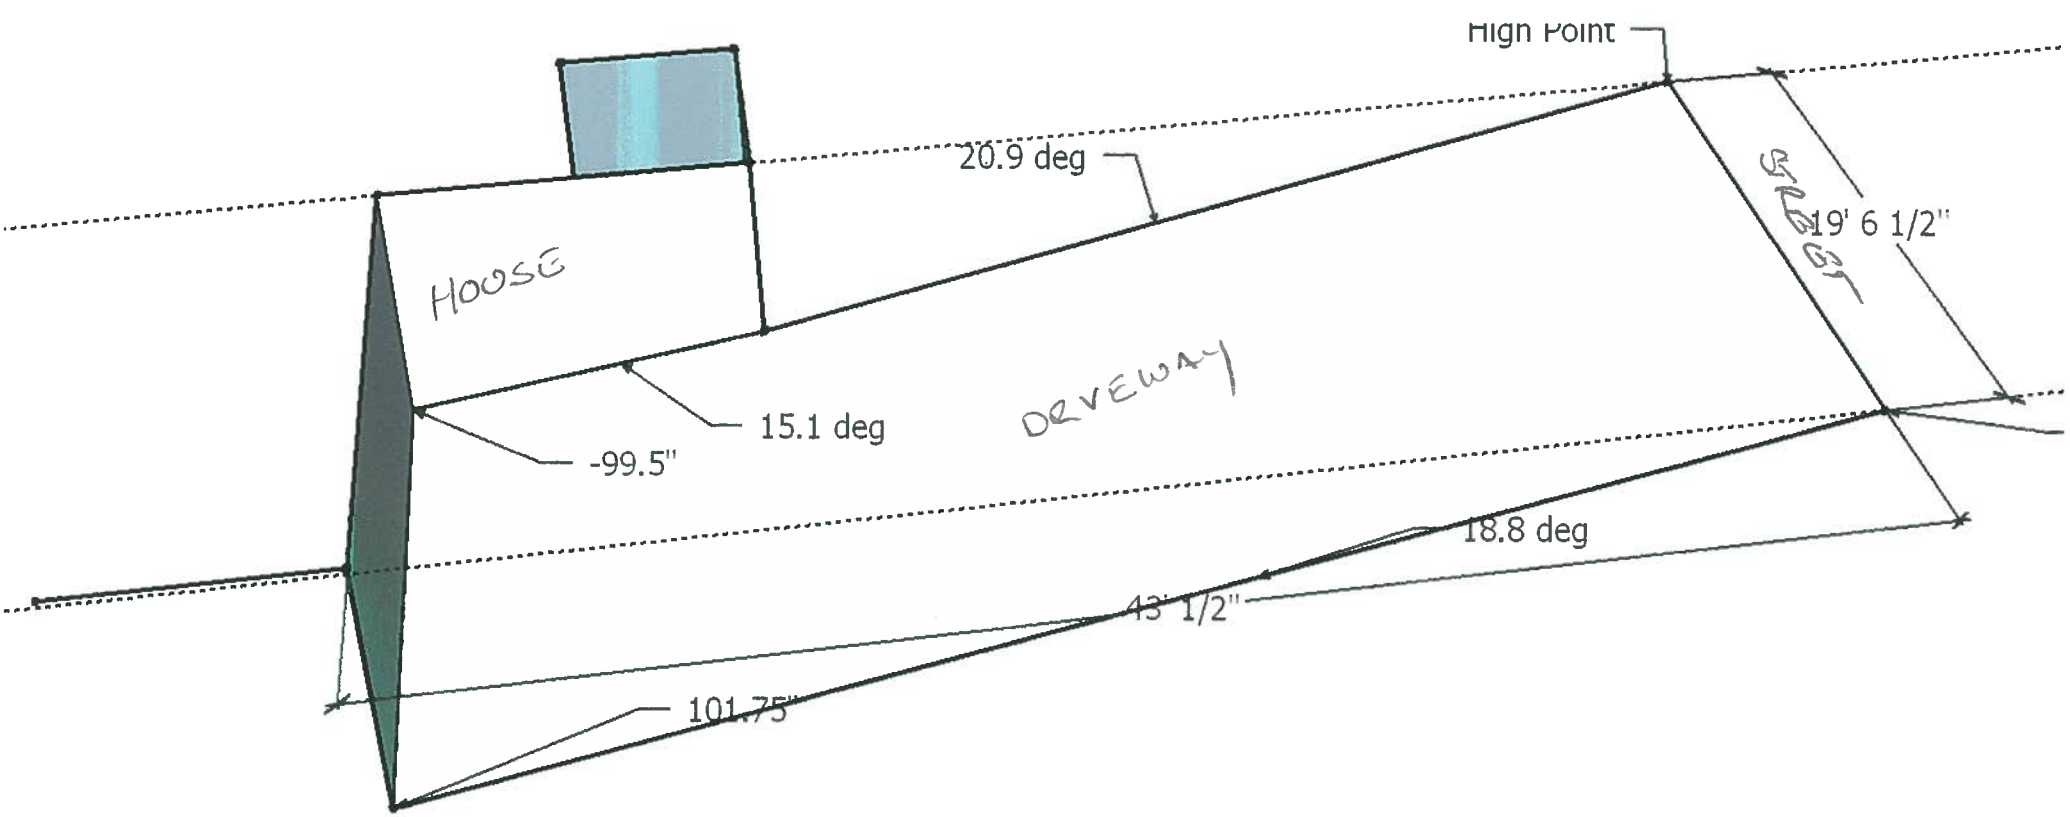 High Point
20.9 deg
STREET
19' 6 1/2"
HOUSE
DRVEWAY
15.1 deg
-99.5"
18.8 deg
43' 1/2"
101.75"